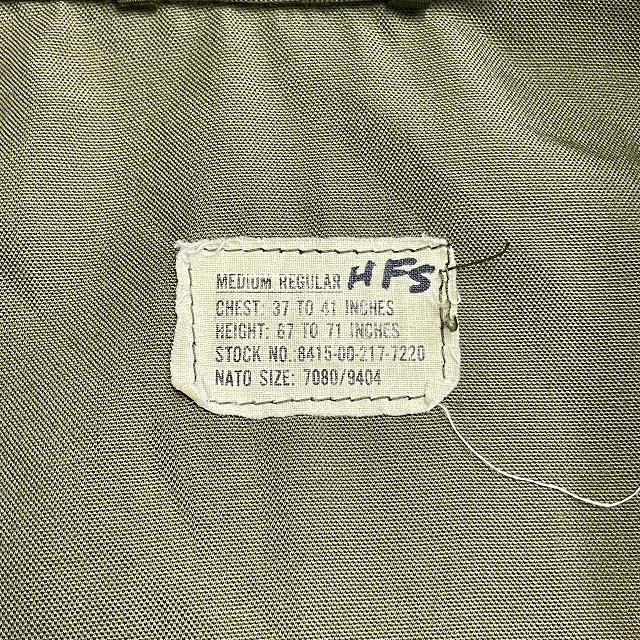 MEDIUM REGULAR HFS
CHEST: 37 TO 41 INCHES
HEIGHT: 67 TO 71 INCHES
STOCK NO.:8415-00-217-7220
NATO SIZE: 7080/9404